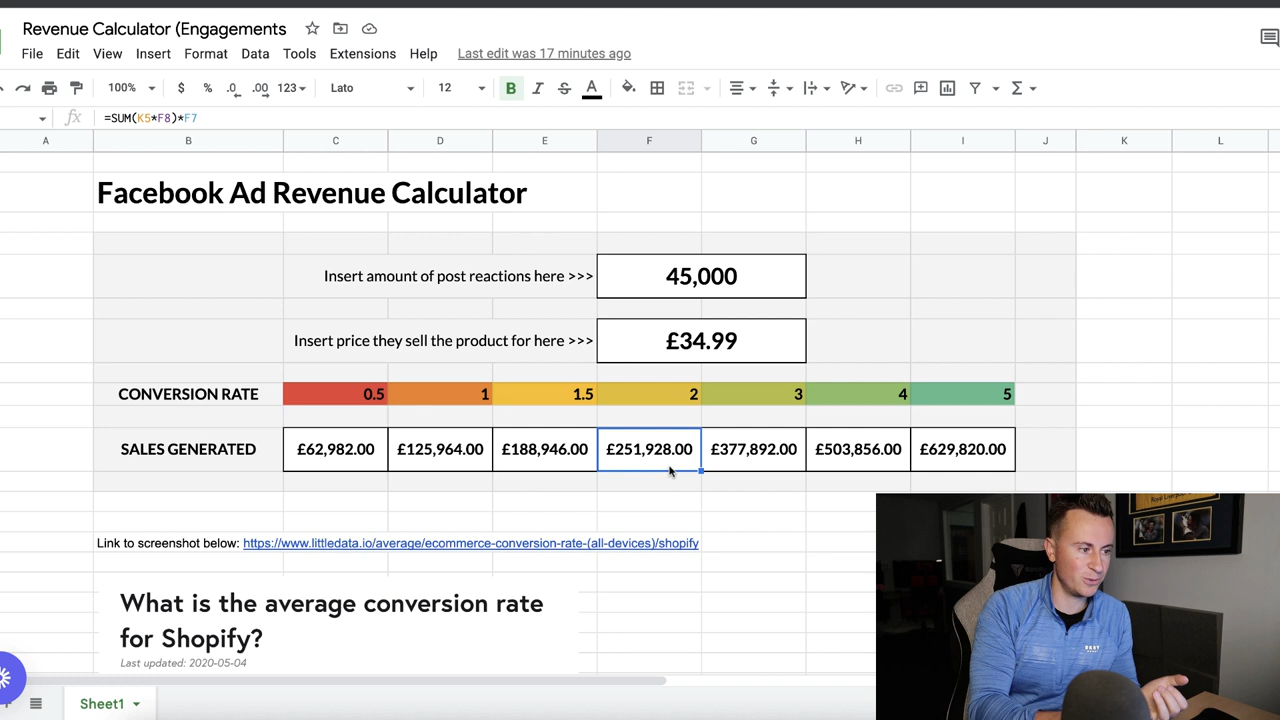 Revenue Calculator (Engagements
File Edit View Insert Format Data Tools Extensions Help Last edit was 17 minutes ago
100% $ % .0 .00 123 Lato 12 B I S A
fx =SUM(K5*F8)*F7
A B C D E F G H I J K L
Facebook Ad Revenue Calculator
Insert amount of post reactions here >>> 45,000
Insert price they sell the product for here >>> £34.99
CONVERSION RATE 0.5 1 1.5 2 3 4 5
SALES GENERATED £62,982.00 £125,964.00 £188,946.00 £251,928.00 £377,892.00 £503,856.00 £629,820.00
Link to screenshot below: https://www.littledata.io/average/ecommerce-conversion-rate-(all-devices)/shopify
What is the average conversion rate
for Shopify?
Last updated: 2020-05-04
Sheet1